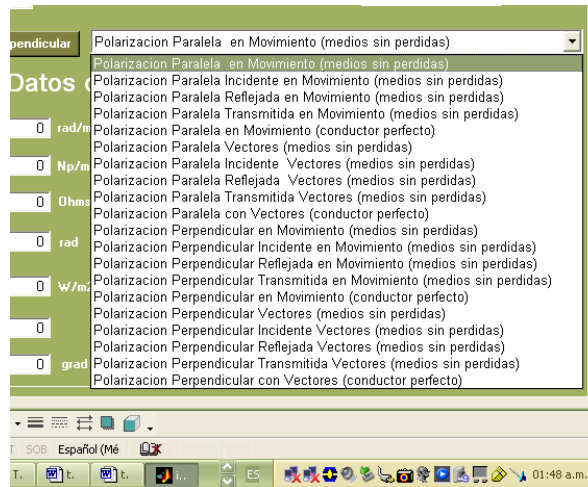 pendicular
Polarizacion Paralela  en Movimiento (medios sin perdidas)
Polarizacion Paralela  en Movimiento (medios sin perdidas)
Polarizacion Paralela Incidente en Movimiento (medios sin perdidas)
Polarizacion Paralela Reflejada en Movimiento (medios sin perdidas)
Polarizacion Paralela Transmitida en Movimiento (medios sin perdidas)
Polarizacion Paralela en Movimiento (conductor perfecto)
Polarizacion Paralela Vectores (medios sin perdidas)
Polarizacion Paralela Incidente  Vectores (medios sin perdidas)
Polarizacion Paralela Reflejada  Vectores (medios sin perdidas)
Polarizacion Paralela Transmitida Vectores (medios sin perdidas)
Polarizacion Paralela con Vectores (conductor perfecto)
Polarizacion Perpendicular en Movimiento (medios sin perdidas)
Polarizacion Perpendicular Incidente en Movimiento (medios sin perdidas)
Polarizacion Perpendicular Reflejada en Movimiento (medios sin perdidas)
Polarizacion Perpendicular Transmitida en Movimiento (medios sin perdidas)
Polarizacion Perpendicular en Movimiento (conductor perfecto)
Polarizacion Perpendicular Vectores (medios sin perdidas)
Polarizacion Perpendicular Incidente Vectores (medios sin perdidas)
Polarizacion Perpendicular Reflejada Vectores (medios sin perdidas)
Polarizacion Perpendicular Transmitida Vectores (medios sin perdidas)
Polarizacion Perpendicular con Vectores (conductor perfecto)
Datos
0 rad/m
0 Np/m
0 Ohms
0 rad
0 W/m2
0
0 grad
SOB Español (Mé
T. t. t. i.. ES 01:48 a.m.